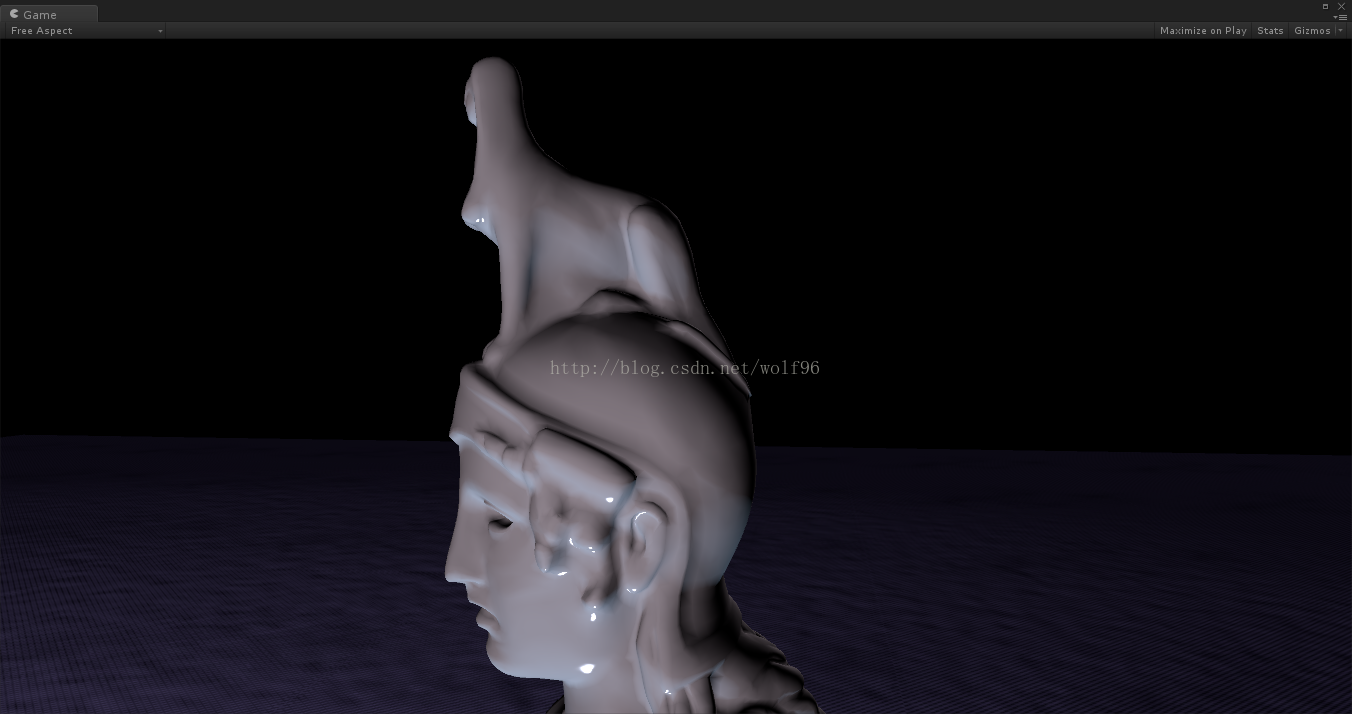 Game
Free Aspect
Maximize on Play Stats Gizmos
http://blog.csdn.net/wolf96